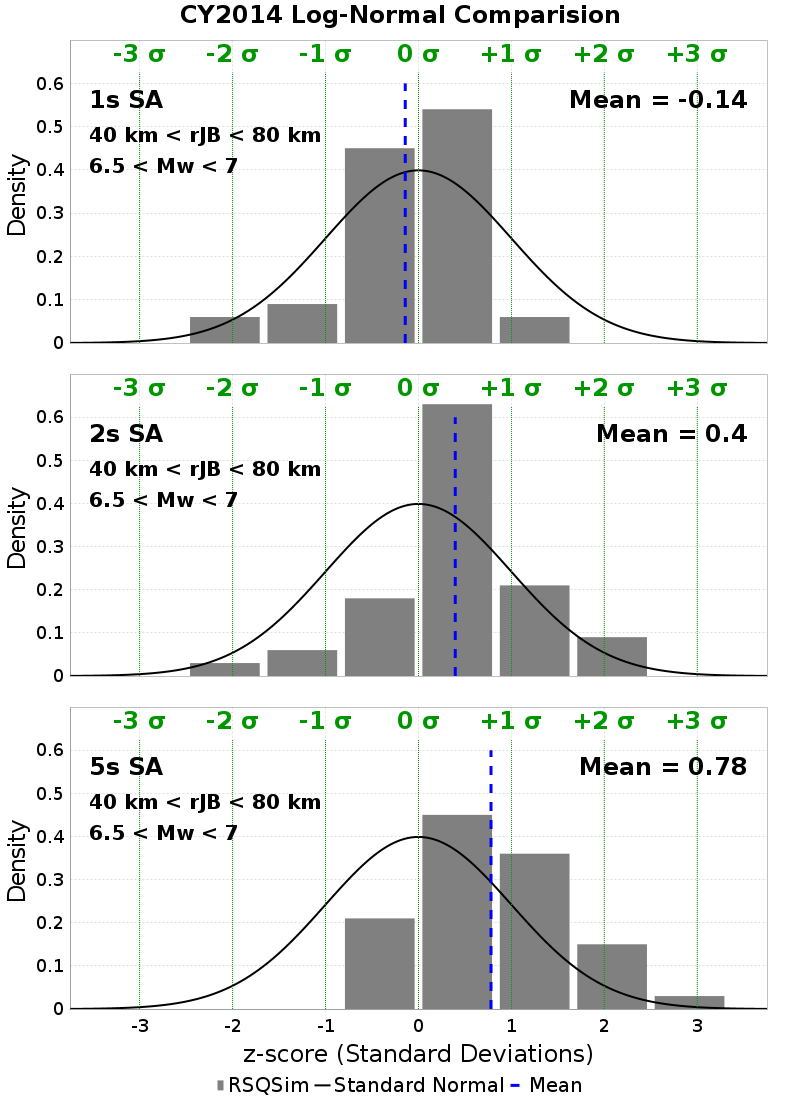 CY2014 Log-Normal Comparision
-3 σ -2 σ -1 σ 0 σ +1 σ +2 σ +3 σ
1s SA Mean = -0.14
40 km < rJB < 80 km
6.5 < Mw < 7
Density
0.6
0.5
0.4
0.3
0.2
0.1
0
-3 σ -2 σ -1 σ 0 σ +1 σ +2 σ +3 σ
2s SA Mean = 0.4
40 km < rJB < 80 km
6.5 < Mw < 7
Density
0.6
0.5
0.4
0.3
0.2
0.1
0
-3 σ -2 σ -1 σ 0 σ +1 σ +2 σ +3 σ
5s SA Mean = 0.78
40 km < rJB < 80 km
6.5 < Mw < 7
Density
0.6
0.5
0.4
0.3
0.2
0.1
0
-3 -2 -1 0 1 2 3
z-score (Standard Deviations)
RSQSim Standard Normal Mean